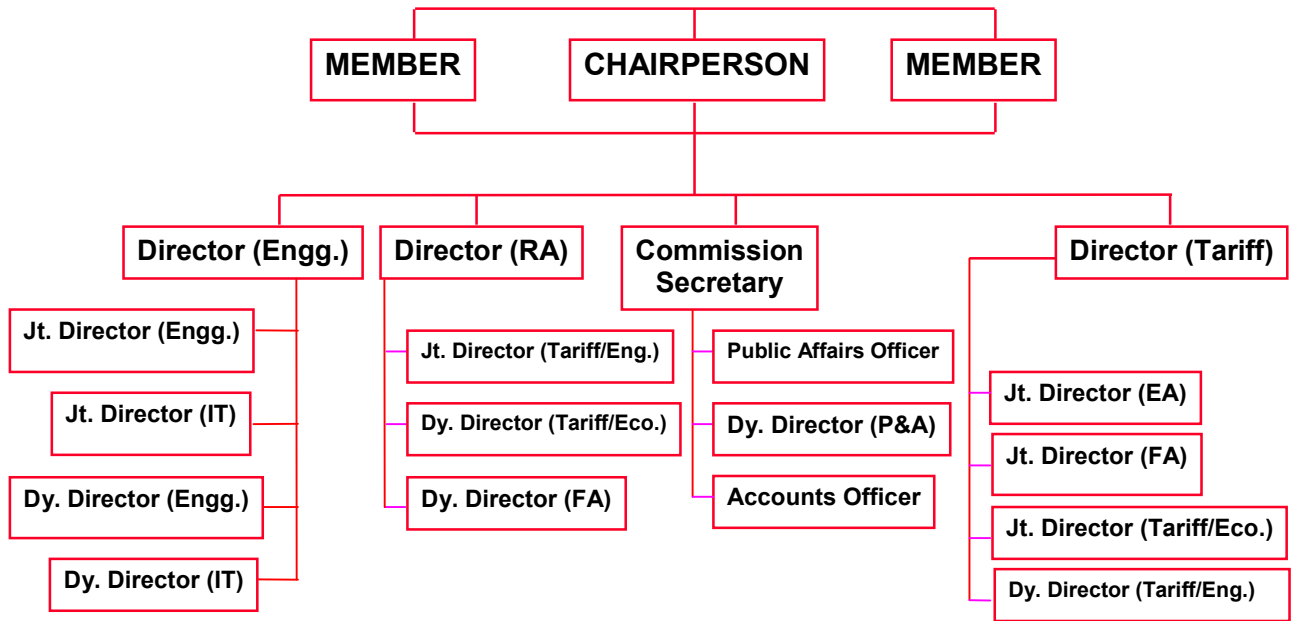 MEMBER
CHAIRPERSON
MEMBER
Director (Engg.)
Director (RA)
Commission
Secretary
Director (Tariff)
Jt. Director (Engg.)
Jt. Director (IT)
Dy. Director (Engg.)
Dy. Director (IT)
Jt. Director (Tariff/Eng.)
Dy. Director (Tariff/Eco.)
Dy. Director (FA)
Public Affairs Officer
Dy. Director (P&A)
Accounts Officer
Jt. Director (EA)
Jt. Director (FA)
Jt. Director (Tariff/Eco.)
Dy. Director (Tariff/Eng.)